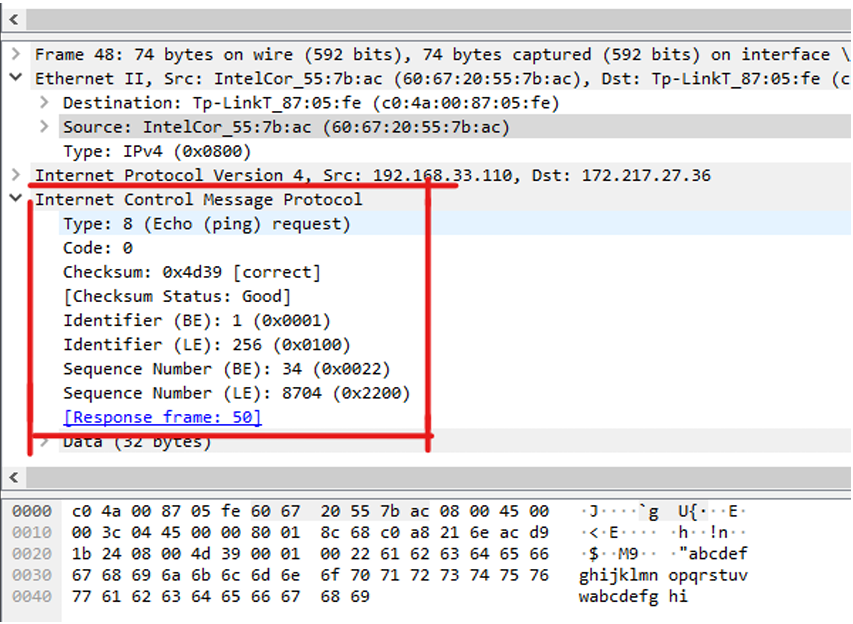 Frame 48: 74 bytes on wire (592 bits), 74 bytes captured (592 bits) on interface \
Ethernet II, Src: IntelCor_55:7b:ac (60:67:20:55:7b:ac), Dst: Tp-LinkT_87:05:fe (c
Destination: Tp-LinkT_87:05:fe (c0:4a:00:87:05:fe)
Source: IntelCor_55:7b:ac (60:67:20:55:7b:ac)
Type: IPv4 (0x0800)
Internet Protocol Version 4, Src: 192.168.33.110, Dst: 172.217.27.36
Internet Control Message Protocol
Type: 8 (Echo (ping) request)
Code: 0
Checksum: 0x4d39 [correct]
[Checksum Status: Good]
Identifier (BE): 1 (0x0001)
Identifier (LE): 256 (0x0100)
Sequence Number (BE): 34 (0x0022)
Sequence Number (LE): 8704 (0x2200)
[Response frame: 50]
Data (32 bytes)
0000 c0 4a 00 87 05 fe 60 67 20 55 7b ac 08 00 45 00 ·J····`g U{···E·
0010 00 3c 04 45 00 00 80 01 8c 68 c0 a8 21 6e ac d9 ·<·E···· ·h··!n··
0020 1b 24 08 00 4d 39 00 01 00 22 61 62 63 64 65 66 ·$··M9·· ·"abcdef
0030 67 68 69 6a 6b 6c 6d 6e 6f 70 71 72 73 74 75 76 ghijklmn opqrstuv
0040 77 61 62 63 64 65 66 67 68 69 wabcdefg hi